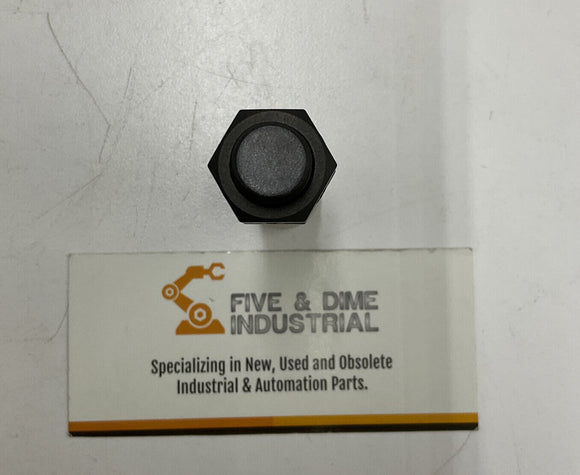 FIVE & DIME
INDUSTRIAL
Specializing in New, Used and Obsolete
Industrial & Automation Parts.